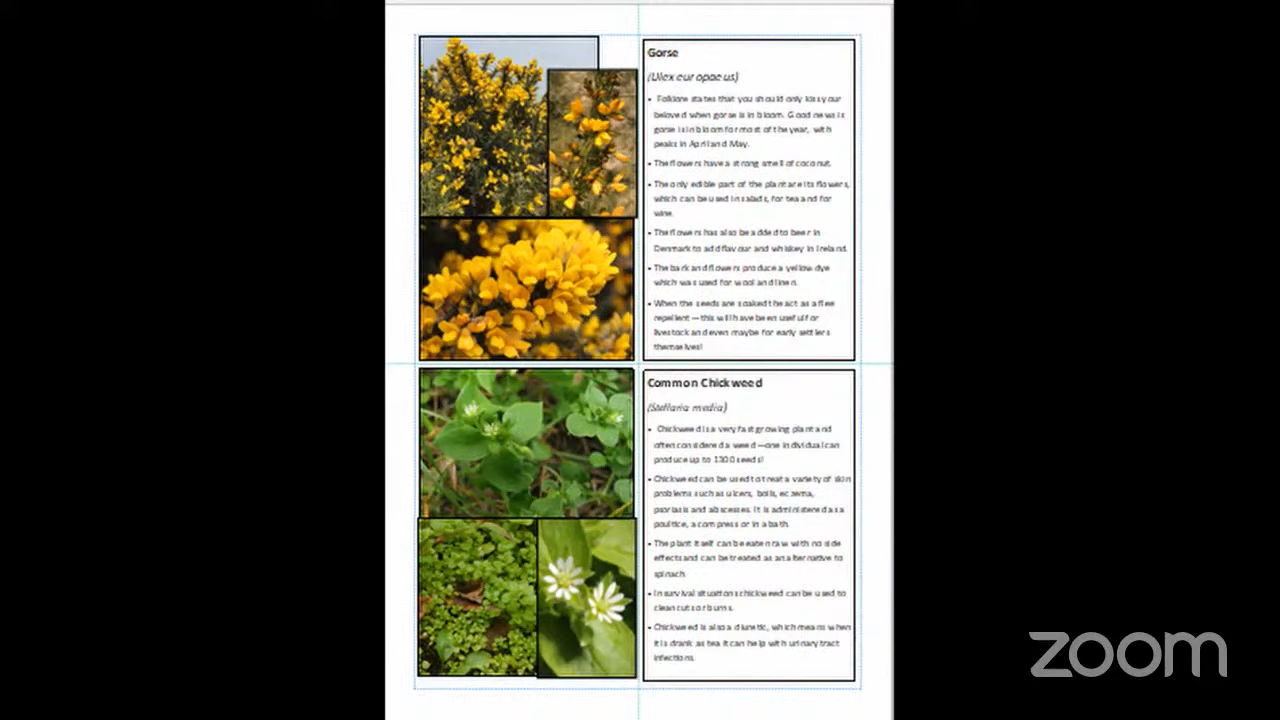 Gorse
(Ulex europaeus)
• Folklore states that you should only kiss your
beloved when gorse is in bloom. Good news is
gorse is in bloom for most of the year, with
peaks in April and May.
• The flowers have a strong smell of coconut.
• The only edible part of the plant are its flowers,
which can be used in salads, for tea and for
wine.
• The flowers has also be added to beer in
Denmark to add flavour and whiskey in Ireland.
• The bark and flowers produce a yellow dye
which was used for wool and linen.
• When the seeds are soaked the act as a flee
repellent — this will have been useful for
livestock and even maybe for early settlers
themselves!
Common Chickweed
(Stellaria media)
• Chickweed is a very fast growing plant and
often considered a weed —one individual can
produce up to 1300 seeds!
• Chickweed can be used to treat a variety of skin
problems such as ulcers, boils, eczema,
psoriasis and abscesses. It is administered as a
poultice, a compress or in a bath.
• The plant itself can be eaten raw with no side
effects and can be treated as an alternative to
spinach.
• In survival situations chickweed can be used to
clean cuts or burns.
• Chickweed is also a diuretic, which means when
it is drank as tea it can help with urinary tract
infections.
zoom